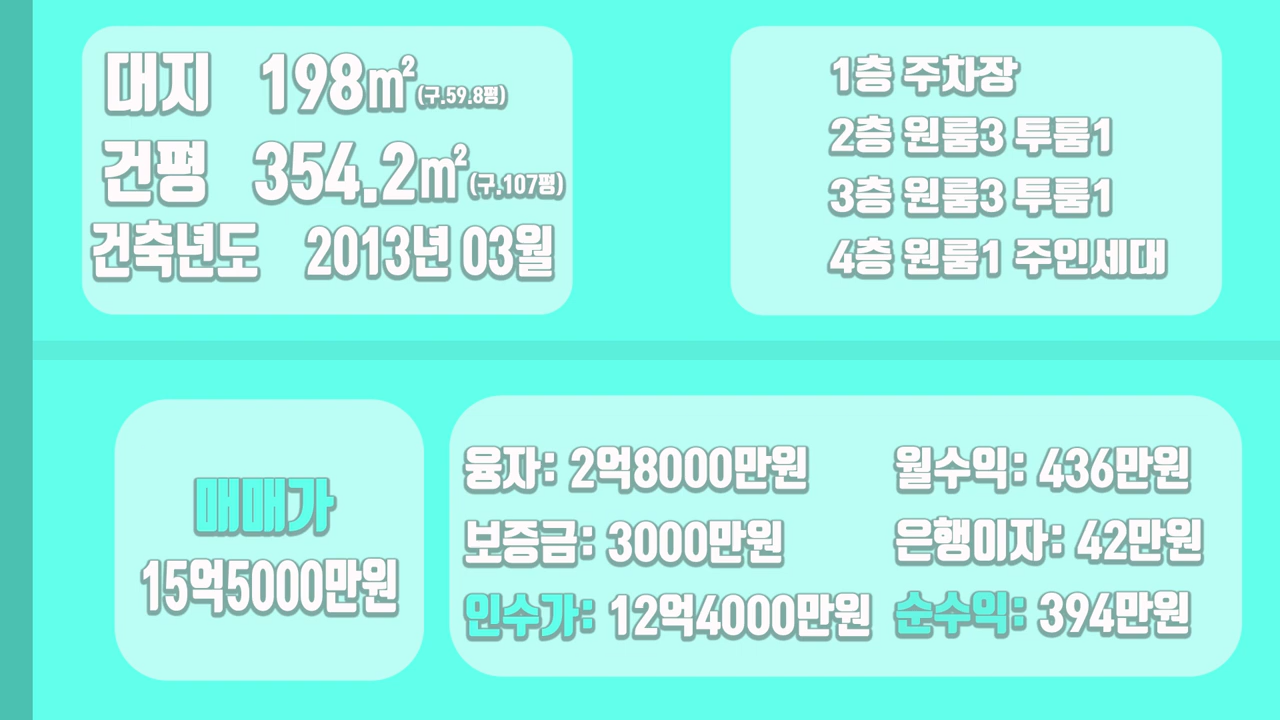 대지 198㎡(구.59.8평)
건평 354.2㎡(구.107평)
건축년도 2013년 03월
1층 주차장
2층 원룸3 투룸1
3층 원룸3 투룸1
4층 원룸1 주인세대
매매가
15억5000만원
융자: 2억8000만원
보증금: 3000만원
인수가: 12억4000만원
월수익: 436만원
은행이자: 42만원
순수익: 394만원